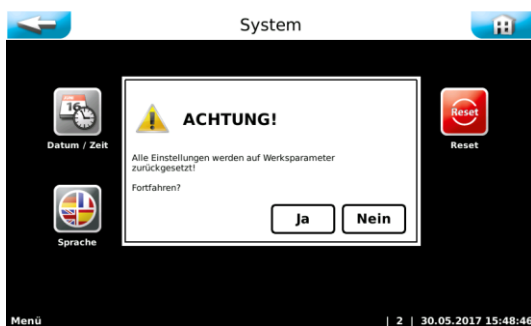 System
16
Datum / Zeit
ACHTUNG!
Alle Einstellungen werden auf Werksparameter
zurückgesetzt!
Fortfahren?
Ja Nein
Reset
Reset
Sprache
Menü | 2 | 30.05.2017 15:48:46